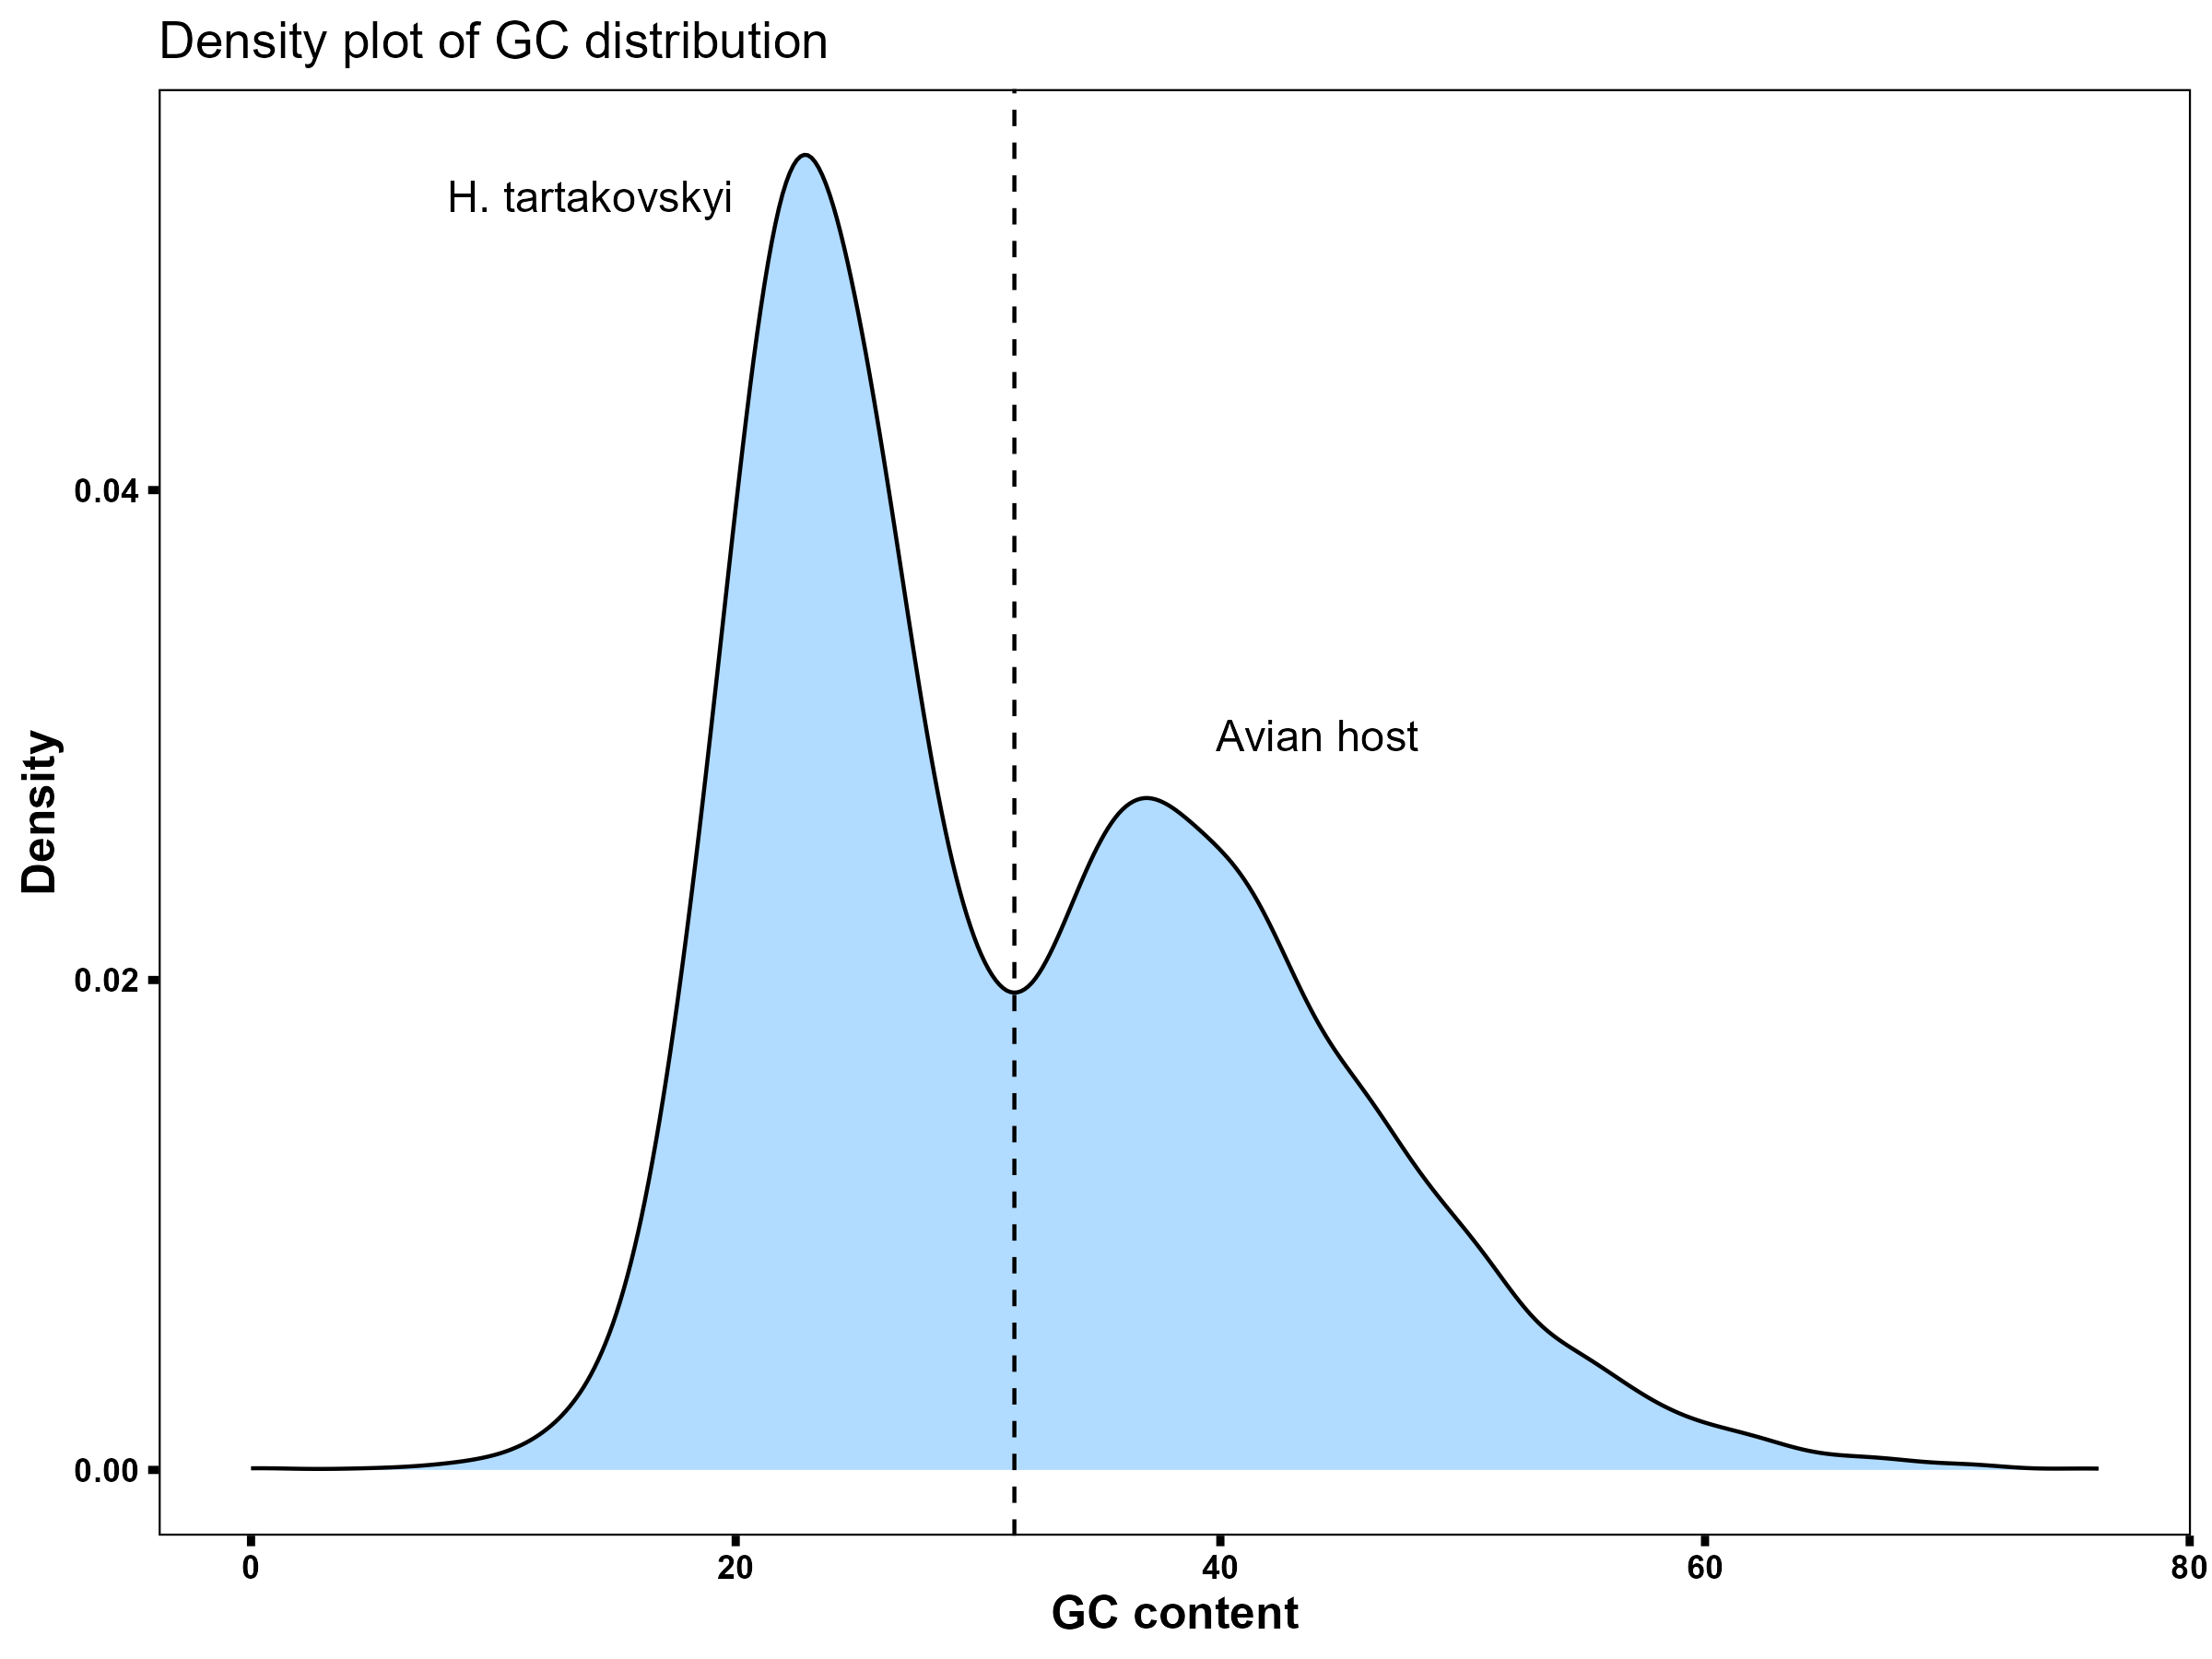 Density plot of GC distribution
H. tartakovskyi
Avian host
Density
0.04
0.02
0.00
0 20 40 60 80
GC content